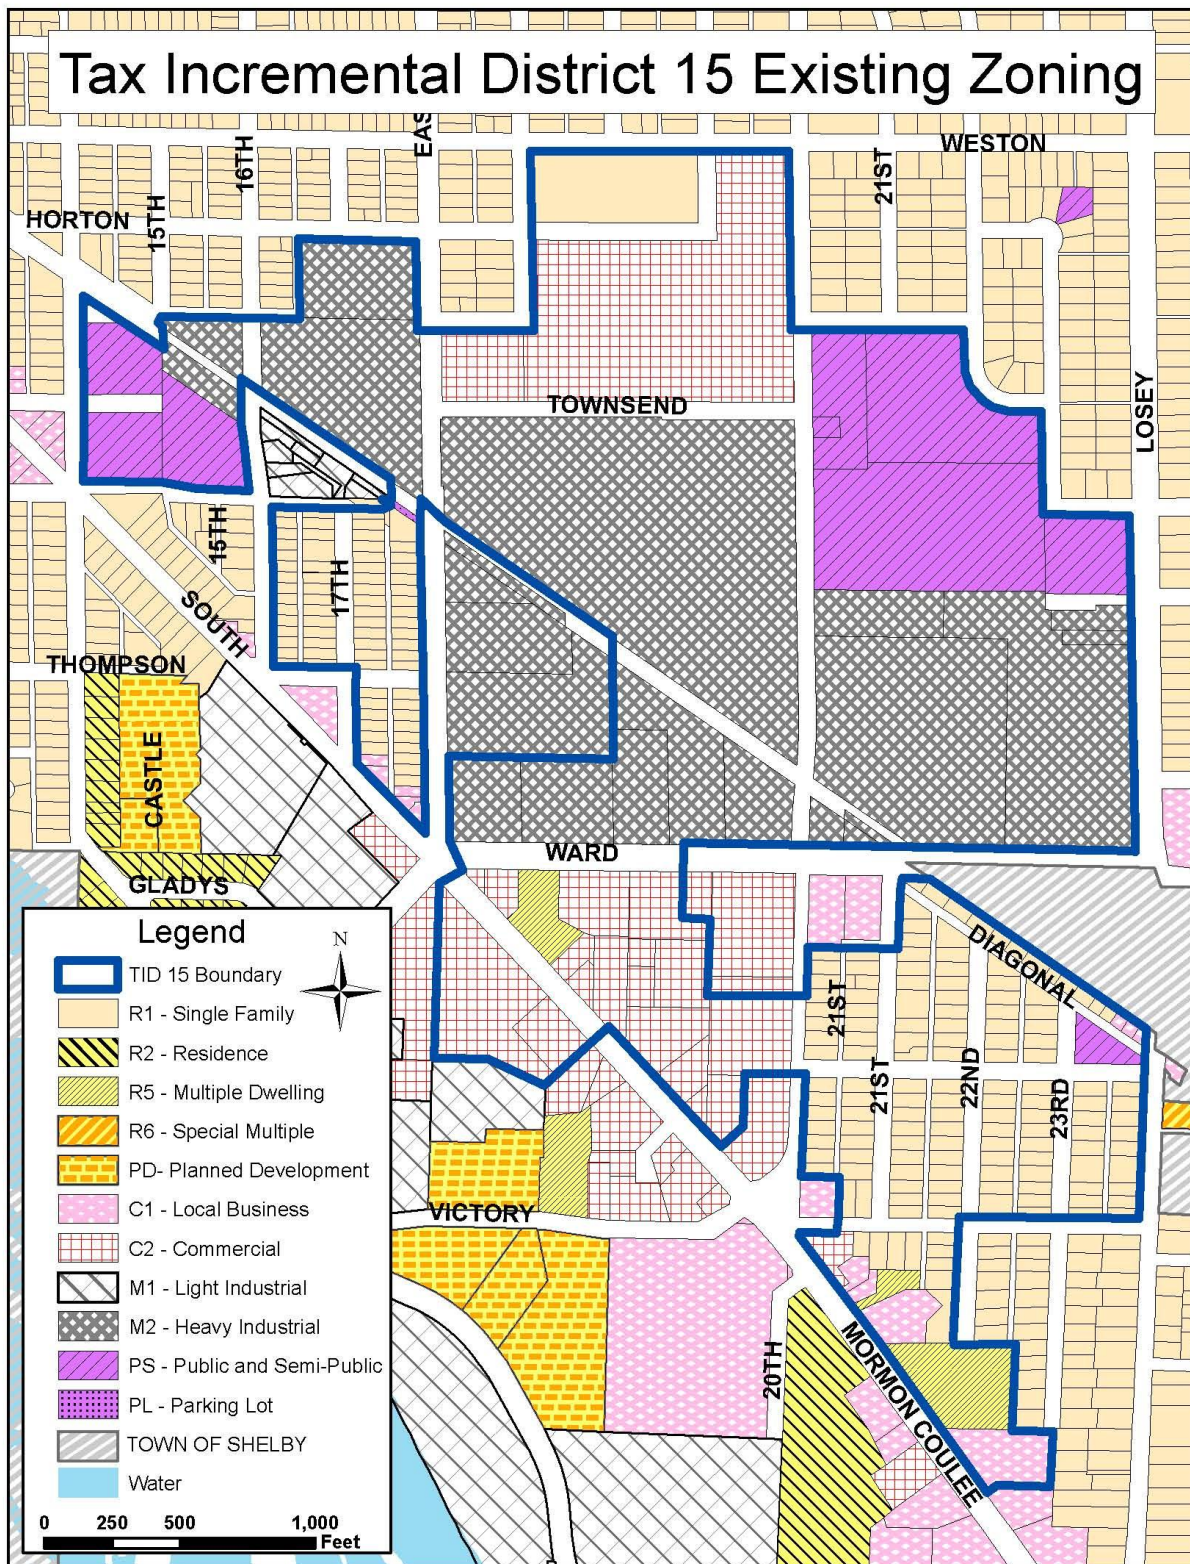 Tax Incremental District 15 Existing Zoning
EAS
WESTON
16TH
21ST
15TH
HORTON
TOWNSEND
LOSEY
15TH
17TH
SOUTH
THOMPSON
CASTLE
WARD
GLADYS
DIAGONAL
21ST
21ST
22ND
23RD
VICTORY
20TH
MORMON COULEE
Legend
N
TID 15 Boundary
R1 - Single Family
R2 - Residence
R5 - Multiple Dwelling
R6 - Special Multiple
PD- Planned Development
C1 - Local Business
C2 - Commercial
M1 - Light Industrial
M2 - Heavy Industrial
PS - Public and Semi-Public
PL - Parking Lot
TOWN OF SHELBY
Water
0 250 500 1,000
Feet